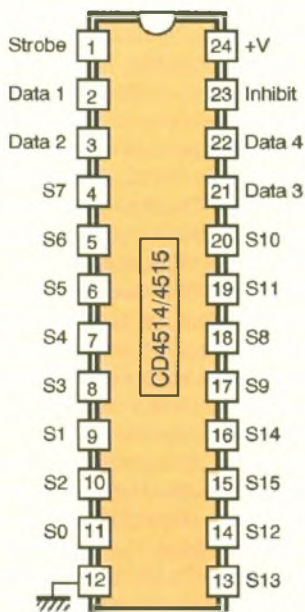 Strobe 1 24 +V
Data 1 2 23 Inhibit
Data 2 3 22 Data 4
S7 4 21 Data 3
S6 5 20 S10
S5 6 19 S11
S4 7 18 S8
S3 8 17 S9
S1 9 16 S14
S2 10 15 S15
S0 11 14 S12
12 13 S13
CD4514/4515